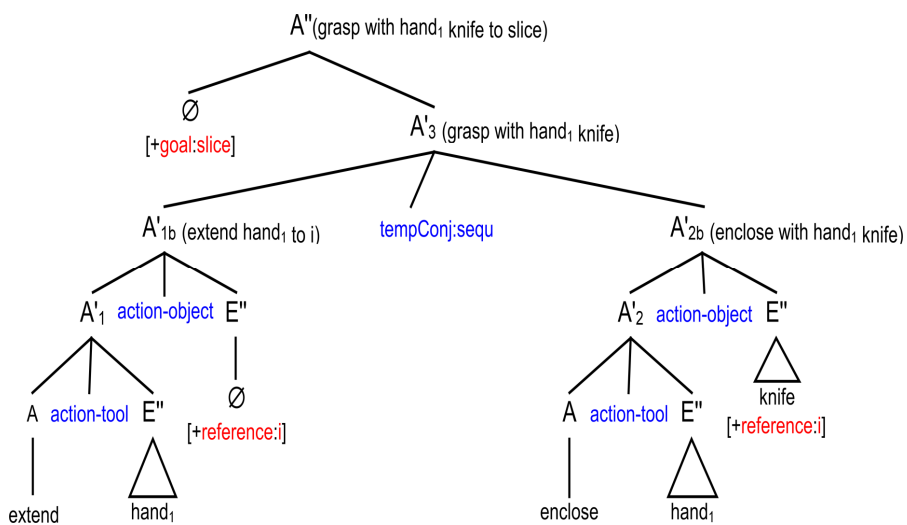 A" (grasp with hand₁ knife to slice)
∅
[+goal:slice]
A'₃ (grasp with hand₁ knife)
A'₁b (extend hand₁ to i)
tempConj:sequ
A'₂b (enclose with hand₁ knife)
A'₁ action-object E"
A'₂ action-object E"
A action-tool E"
∅
[+reference:i]
A action-tool E"
knife
[+reference:i]
extend
hand₁
enclose
hand₁